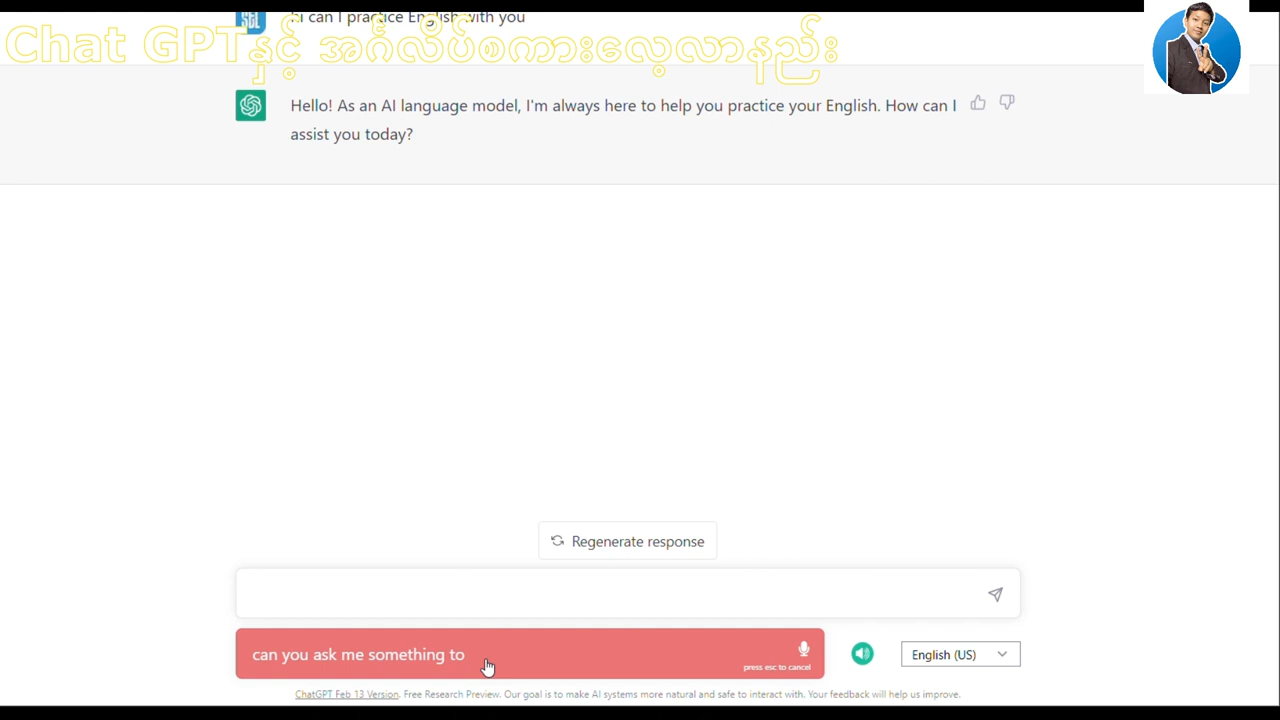 hi can I practice English with you
Chat GPTနှင့် အင်္ဂလိပ်စကားလေ့လာနည်း
Hello! As an AI language model, I'm always here to help you practice your English. How can I
assist you today?
Regenerate response
can you ask me something to
press esc to cancel
English (US)
ChatGPT Feb 13 Version. Free Research Preview. Our goal is to make AI systems more natural and safe to interact with. Your feedback will help us improve.